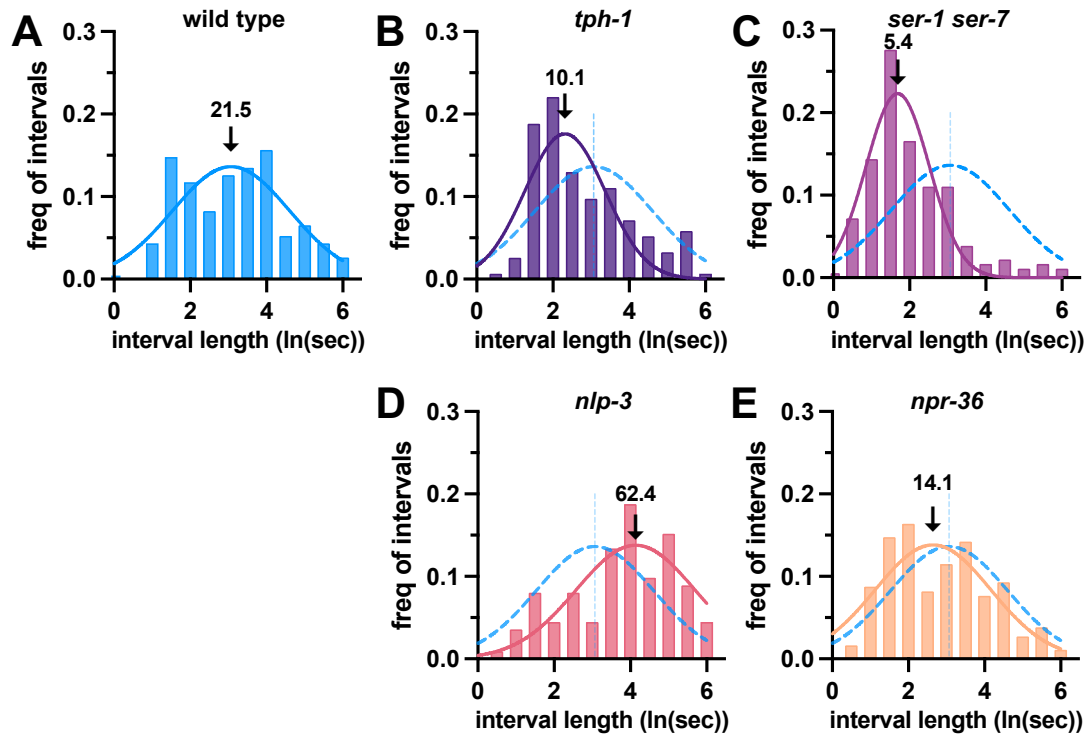 A
wild type
0.3
0.2
0.1
0.0
freq of intervals
21.5
0 2 4 6
interval length (ln(sec))
B
tph-1
0.3
0.2
0.1
0.0
freq of intervals
10.1
0 2 4 6
interval length (ln(sec))
C
ser-1 ser-7
0.3
0.2
0.1
0.0
freq of intervals
5.4
0 2 4 6
interval length (ln(sec))
D
nlp-3
0.3
0.2
0.1
0.0
freq of intervals
62.4
0 2 4 6
interval length (ln(sec))
E
npr-36
0.3
0.2
0.1
0.0
freq of intervals
14.1
0 2 4 6
interval length (ln(sec))